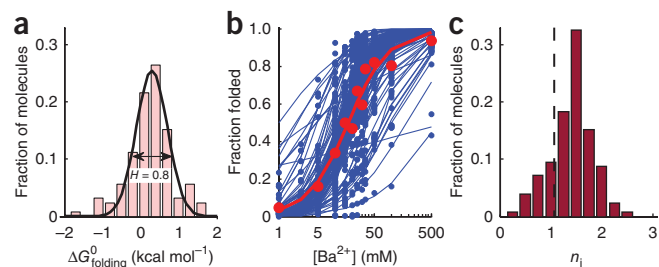 a
Fraction of molecules
0.3
0.2
0.1
0
H = 0.8
−2 −1 0 1 2
ΔG⁰folding (kcal mol⁻¹)
b
Fraction folded
1.0
0.8
0.6
0.4
0.2
0
1 5 50 500
[Ba²⁺] (mM)
c
Fraction of molecules
0.3
0.2
0.1
0
0 1 2 3
nᵢ